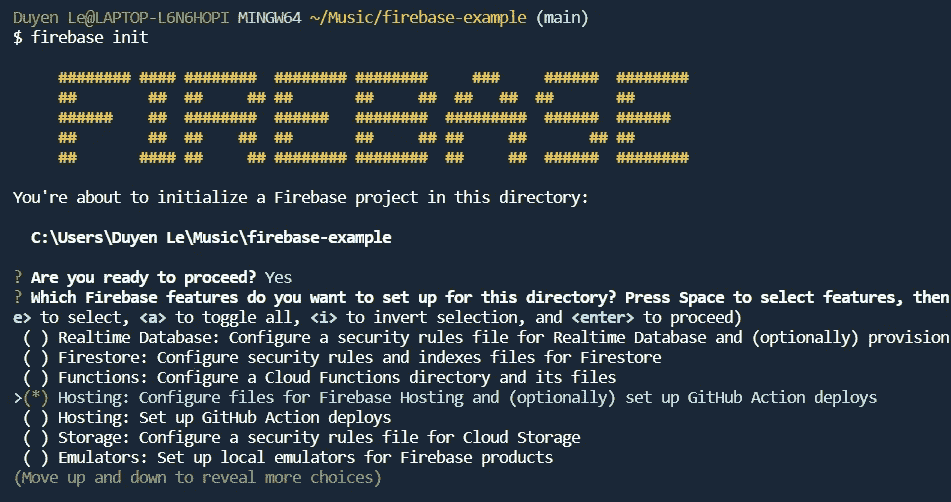 Duyen Le@LAPTOP-L6N6HOPI MINGW64 ~/Music/firebase-example (main)
$ firebase init
FIREBASE
You're about to initialize a Firebase project in this directory:
C:\Users\Duyen Le\Music\firebase-example
? Are you ready to proceed? Yes
? Which Firebase features do you want to set up for this directory? Press Space to select features, then
e> to select, <a> to toggle all, <i> to invert selection, and <enter> to proceed)
( ) Realtime Database: Configure a security rules file for Realtime Database and (optionally) provision
( ) Firestore: Configure security rules and indexes files for Firestore
( ) Functions: Configure a Cloud Functions directory and its files
>(*) Hosting: Configure files for Firebase Hosting and (optionally) set up GitHub Action deploys
( ) Hosting: Set up GitHub Action deploys
( ) Storage: Configure a security rules file for Cloud Storage
( ) Emulators: Set up local emulators for Firebase products
(Move up and down to reveal more choices)